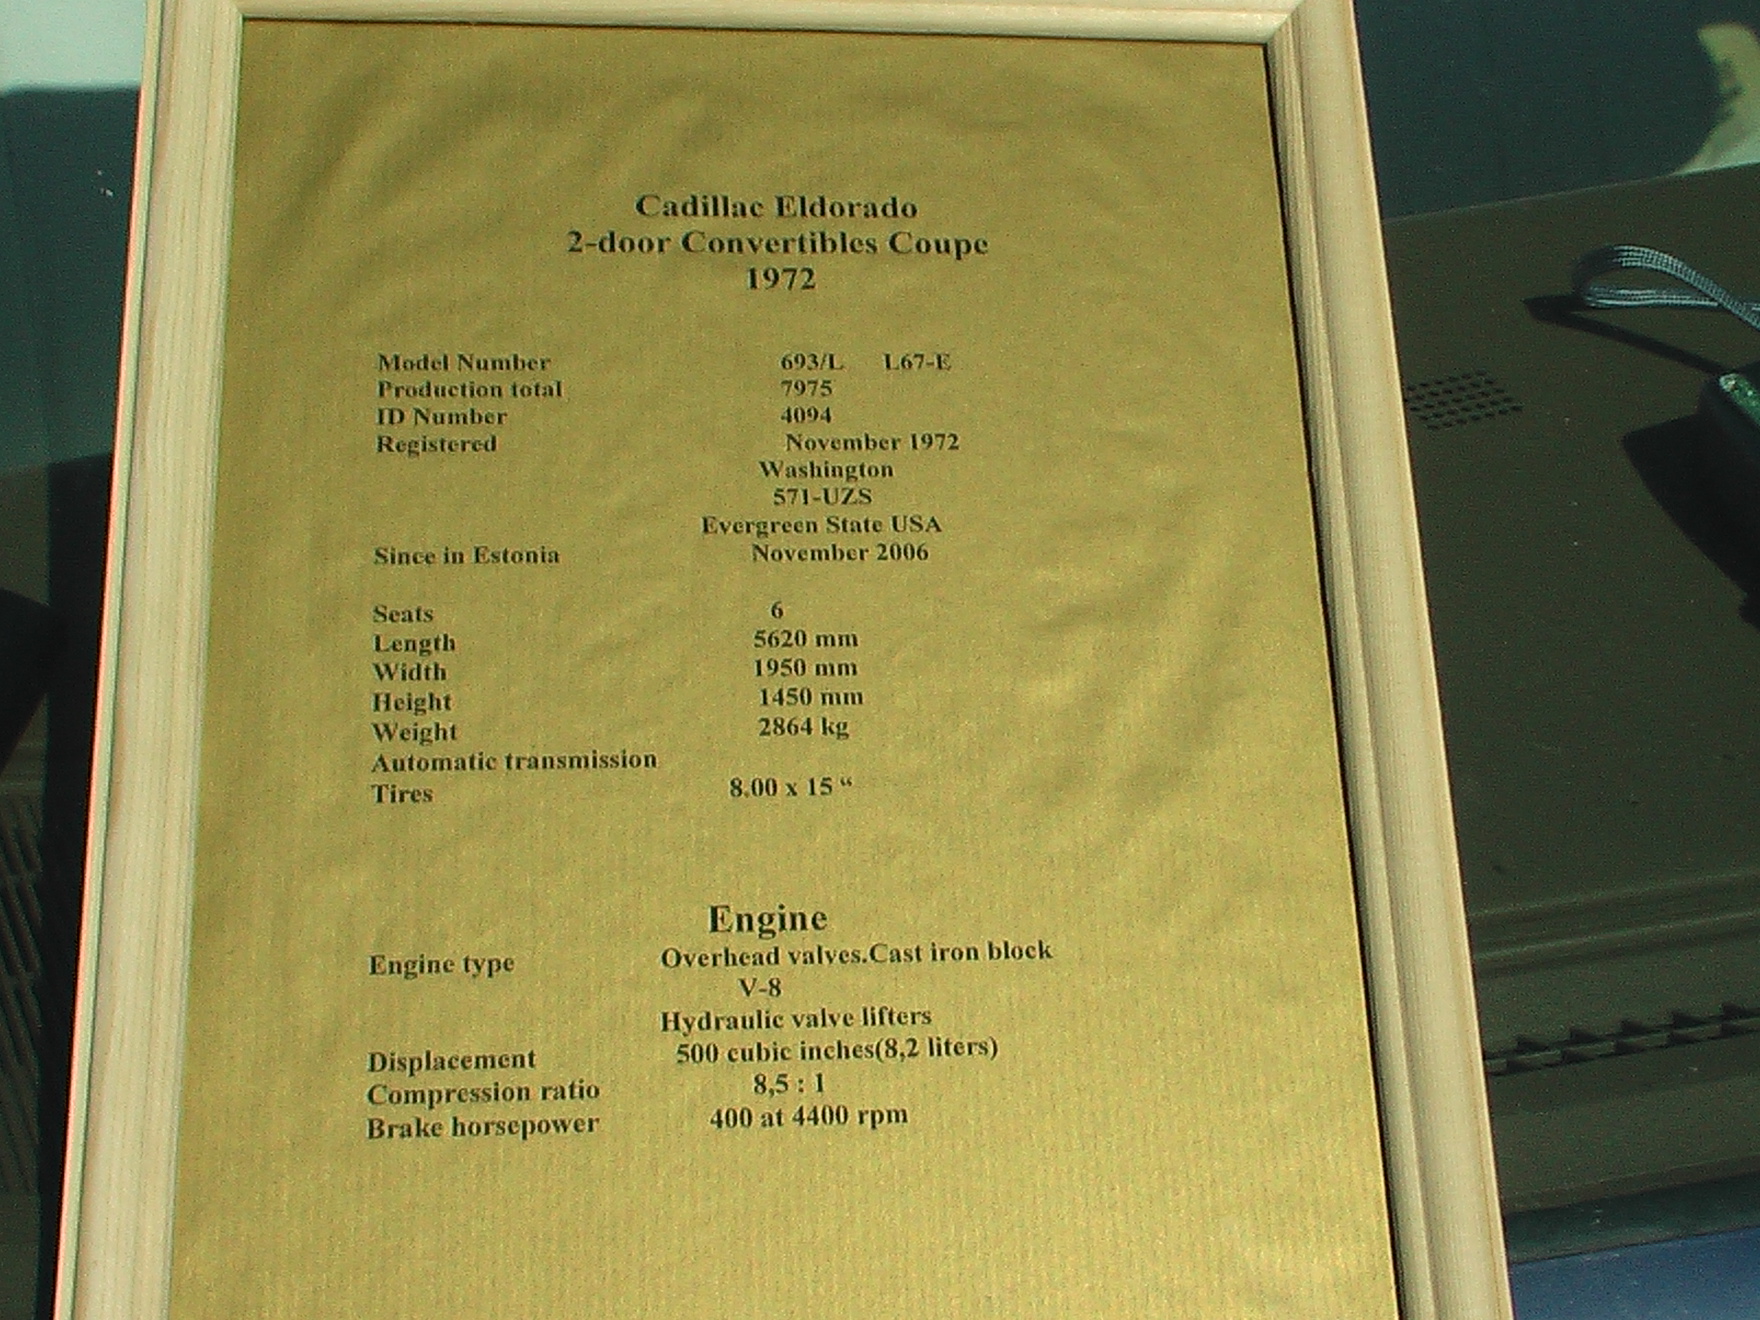 Cadillac Eldorado
2-door Convertibles Coupe
1972
Model Number 693/L L67-E
Production total 7975
ID Number 4094
Registered November 1972
Washington
571-UZS
Evergreen State USA
Since in Estonia November 2006
Seats 6
Length 5620 mm
Width 1950 mm
Height 1450 mm
Weight 2864 kg
Automatic transmission
Tires 8.00 x 15 “
Engine
Engine type Overhead valves.Cast iron block
V-8
Hydraulic valve lifters
Displacement 500 cubic inches(8,2 liters)
Compression ratio 8,5 : 1
Brake horsepower 400 at 4400 rpm